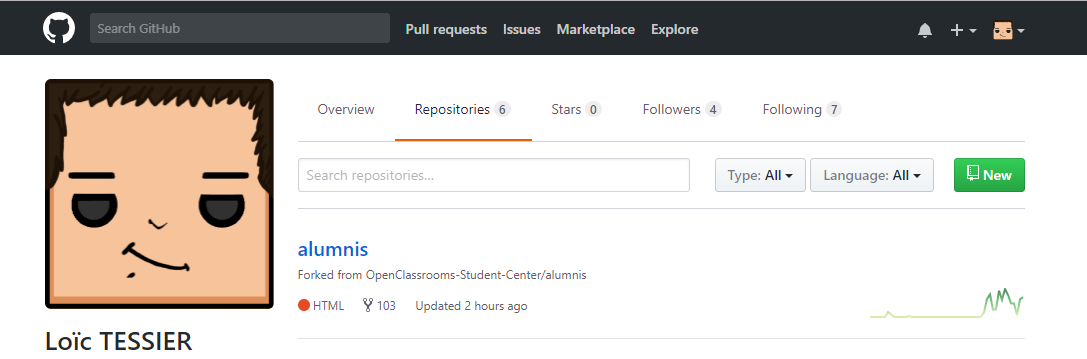 Search GitHub Pull requests Issues Marketplace Explore
Overview Repositories 6 Stars 0 Followers 4 Following 7
Search repositories... Type: All Language: All New
alumnis
Forked from OpenClassrooms-Student-Center/alumnis
HTML 103 Updated 2 hours ago
Loïc TESSIER